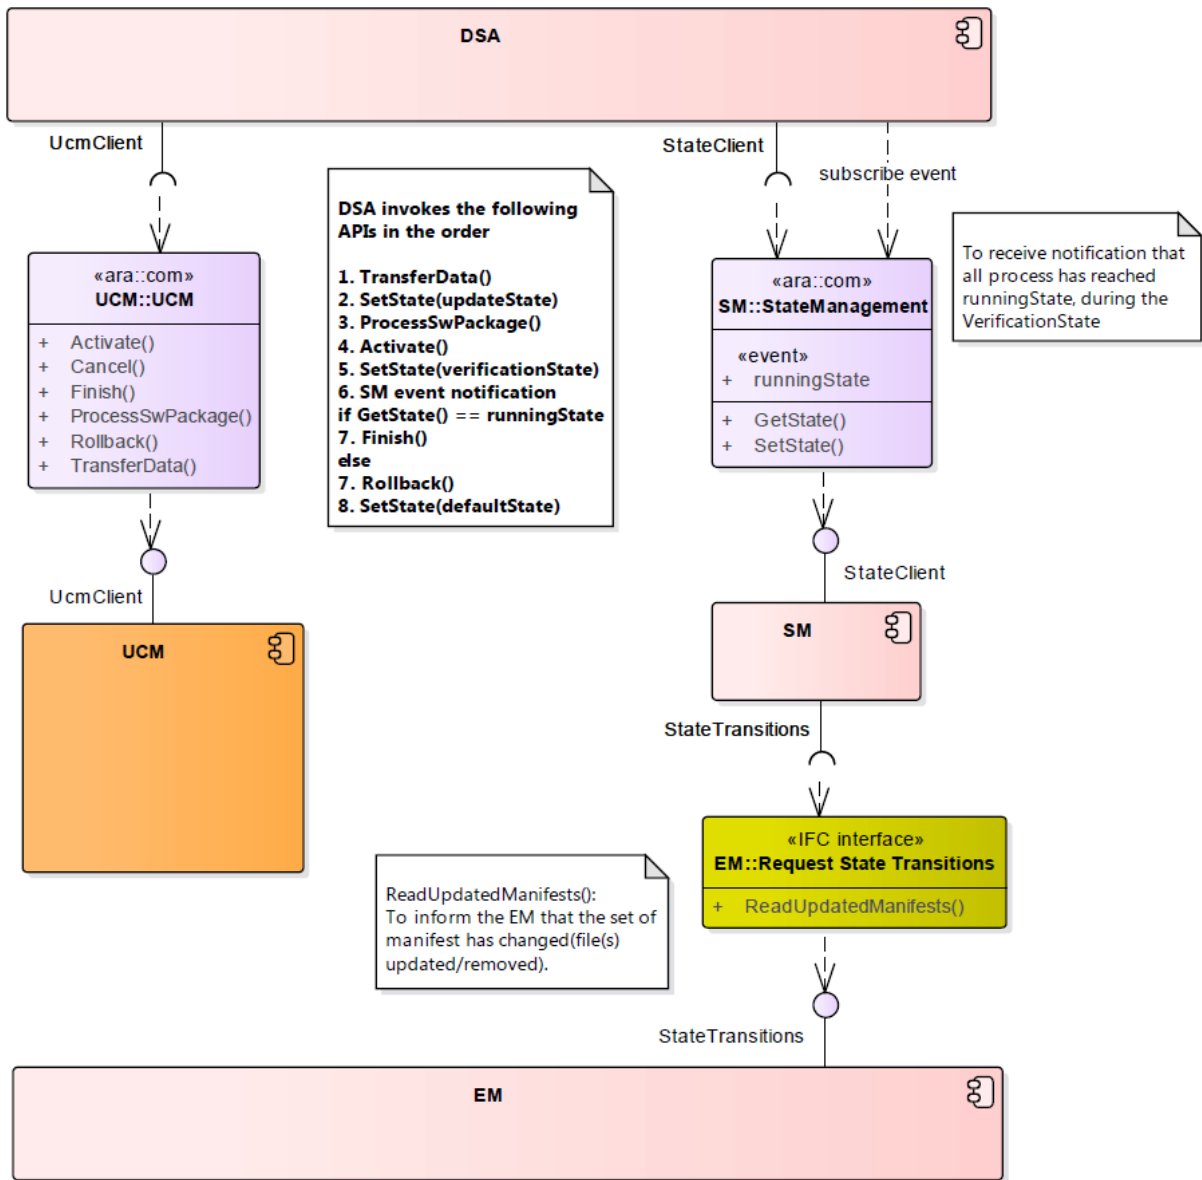 DSA
UcmClient
StateClient
subscribe event
DSA invokes the following
APIs in the order
1. TransferData()
2. SetState(updateState)
3. ProcessSwPackage()
4. Activate()
5. SetState(verificationState)
6. SM event notification
if GetState() == runningState
7. Finish()
else
7. Rollback()
8. SetState(defaultState)
To receive notification that
all process has reached
runningState, during the
VerificationState
«ara::com»
UCM::UCM
+ Activate()
+ Cancel()
+ Finish()
+ ProcessSwPackage()
+ Rollback()
+ TransferData()
«ara::com»
SM::StateManagement
«event»
+ runningState
+ GetState()
+ SetState()
UcmClient
StateClient
UCM
SM
StateTransitions
«IFC interface»
EM::Request State Transitions
+ ReadUpdatedManifests()
ReadUpdatedManifests():
To inform the EM that the set of
manifest has changed(file(s)
updated/removed).
StateTransitions
EM